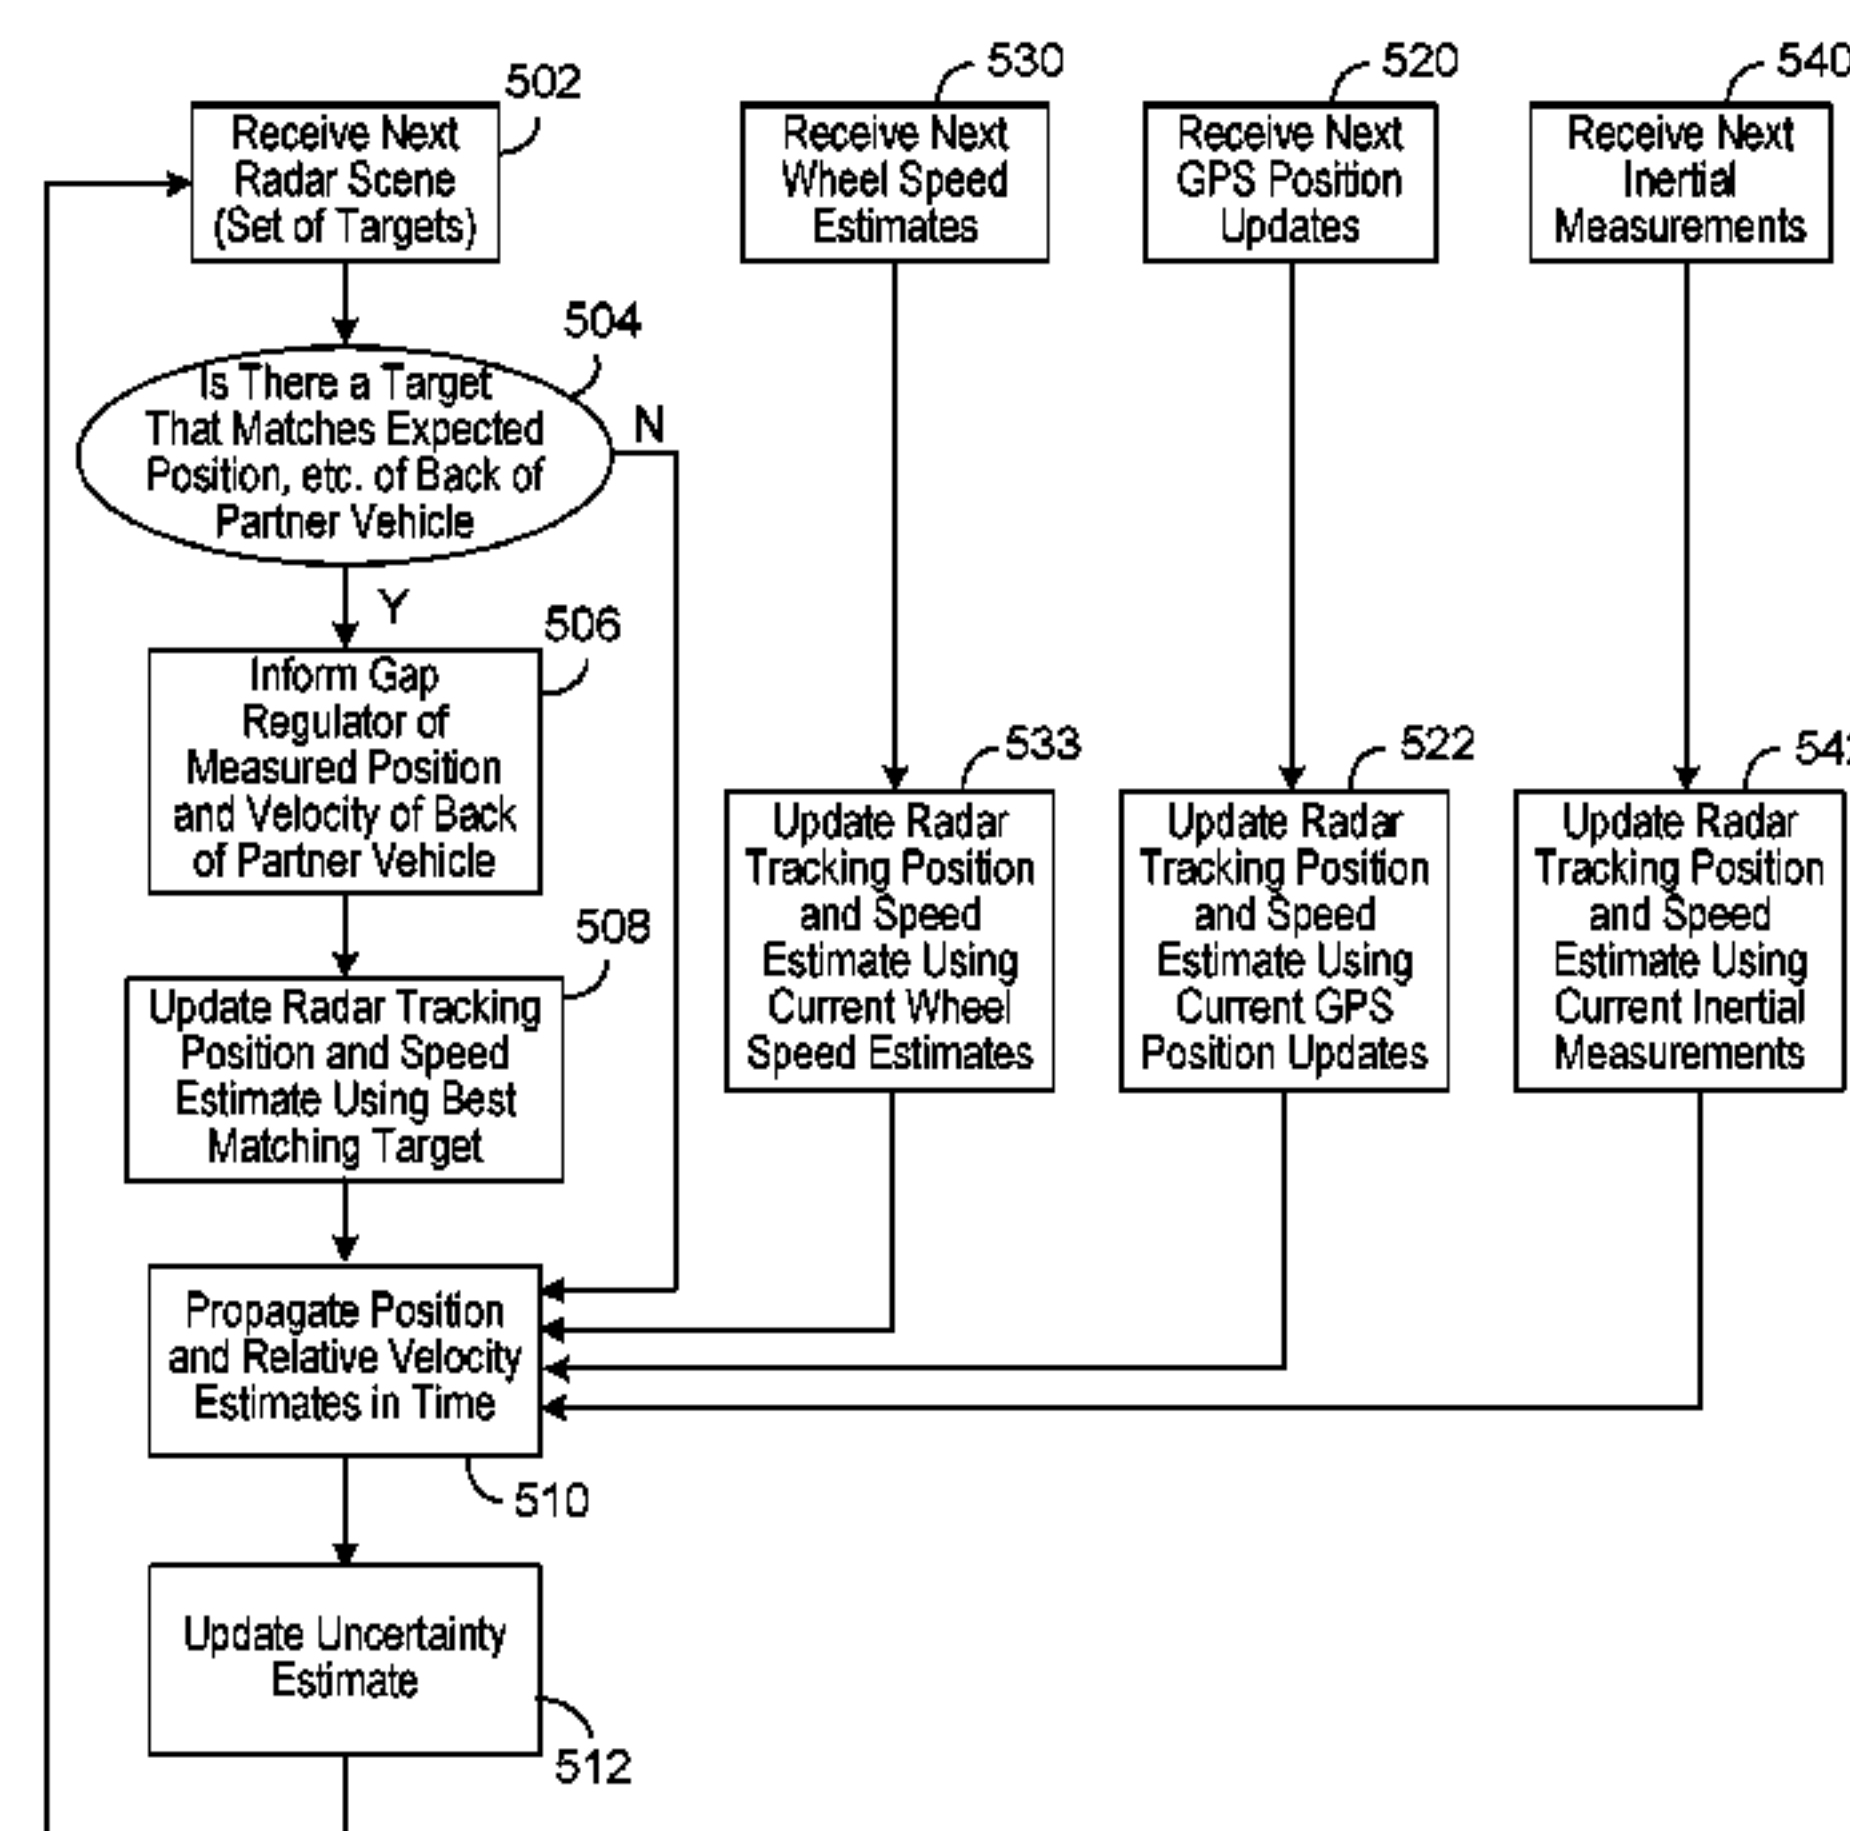 502
Receive Next
Radar Scene
(Set of Targets)
530
Receive Next
Wheel Speed
Estimates
520
Receive Next
GPS Position
Updates
540
Receive Next
Inertial
Measurements
504
Is There a Target
That Matches Expected
Position, etc. of Back of
Partner Vehicle
N
Y
506
Inform Gap
Regulator of
Measured Position
and Velocity of Back
of Partner Vehicle
533
Update Radar
Tracking Position
and Speed
Estimate Using
Current Wheel
Speed Estimates
522
Update Radar
Tracking Position
and Speed
Estimate Using
Current GPS
Position Updates
542
Update Radar
Tracking Position
and Speed
Estimate Using
Current Inertial
Measurements
508
Update Radar Tracking
Position and Speed
Estimate Using Best
Matching Target
Propagate Position
and Relative Velocity
Estimates in Time
510
Update Uncertainty
Estimate
512